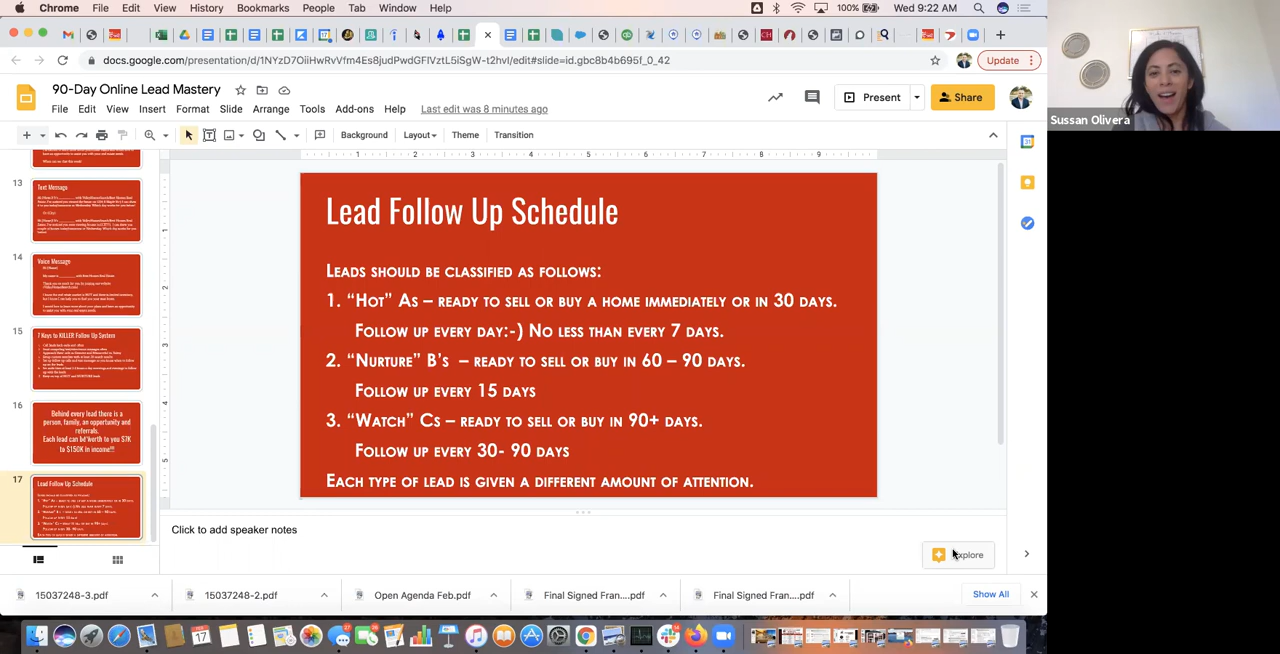 Chrome File Edit View History Bookmarks People Tab Window Help 100% Wed 9:22 AM
docs.google.com/presentation/d/1NYzD7OiiHwRvVfm4Es8judPwdGFIVztL5iSgW-t2hvI/edit#slide=id.gbc8b4b695f_0_42 Update
90-Day Online Lead Mastery
File Edit View Insert Format Slide Arrange Tools Add-ons Help Last edit was 8 minutes ago
Present Share
Background Layout Theme Transition
Sussan Olivera
13
Text Message
14
Voice Message
15
7 Keys to KILLER Follow Up System
16
Behind every lead there is a
person, family, an opportunity and
referrals.
Each lead can be worth to you $7K
to $150K in income!!!
17
Lead Follow Up Schedule
Lead Follow Up Schedule
Leads should be classified as follows:
1. “Hot” As – ready to sell or buy a home immediately or in 30 days.
Follow up every day:-) No less than every 7 days.
2. “Nurture” B’s – ready to sell or buy in 60 – 90 days.
Follow up every 15 days
3. “Watch” Cs – ready to sell or buy in 90+ days.
Follow up every 30- 90 days
Each type of lead is given a different amount of attention.
Click to add speaker notes
Explore
15037248-3.pdf 15037248-2.pdf Open Agenda Feb.pdf Final Signed Fran....pdf Final Signed Fran....pdf Show All